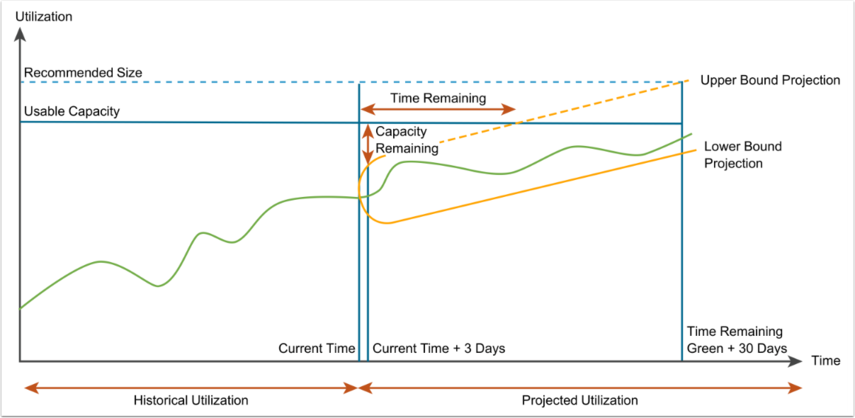 Utilization
Recommended Size
Upper Bound Projection
Time Remaining
Usable Capacity
Capacity
Remaining
Lower Bound
Projection
Time Remaining
Green + 30 Days
Current Time
Current Time + 3 Days
Time
Historical Utilization
Projected Utilization